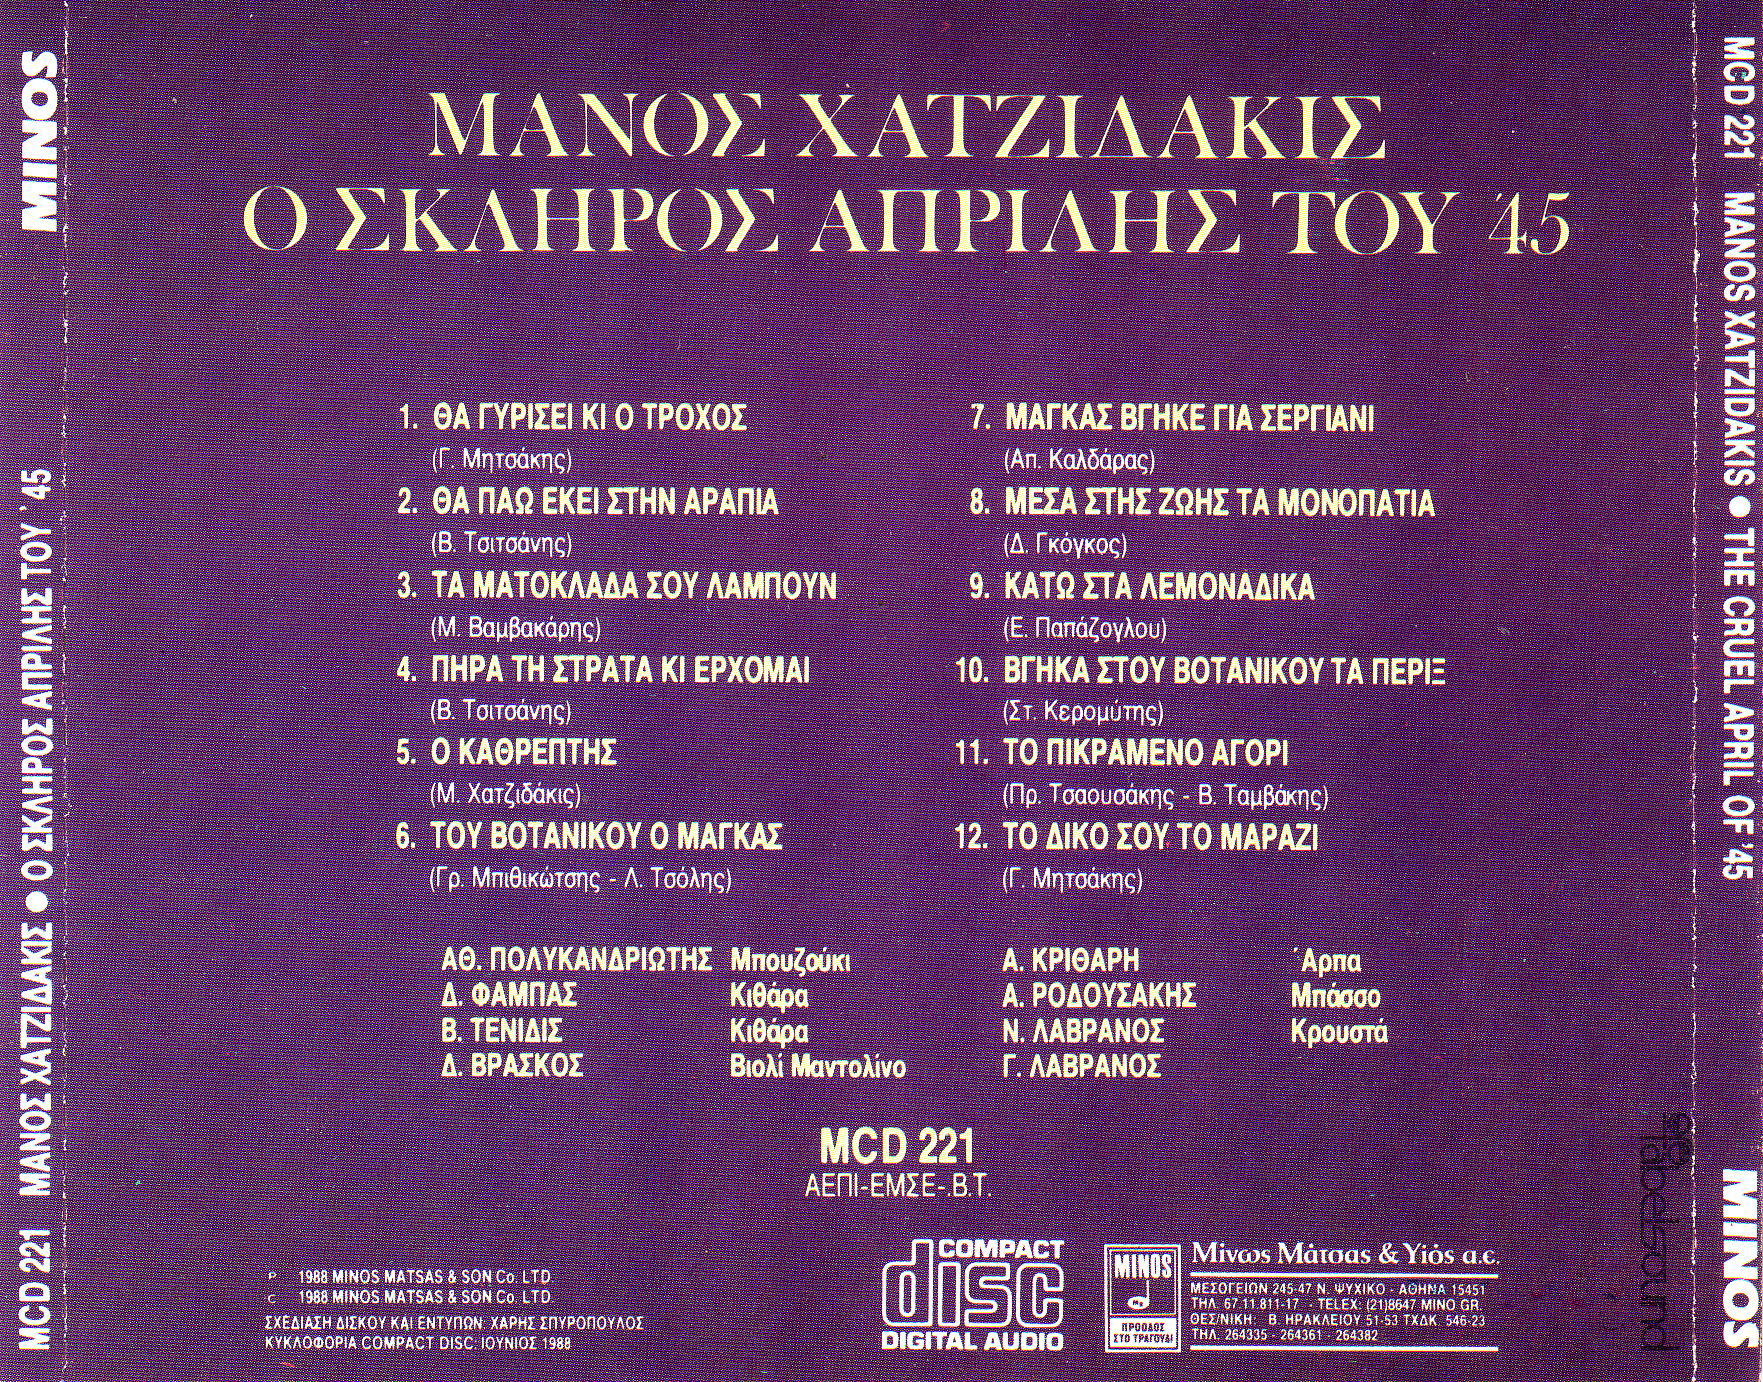 MINOS
MCD 221 ΜΑΝΟΣ ΧΑΤΖΙΔΑΚΙΣ ● Ο ΣΚΛΗΡΟΣ ΑΠΡΙΛΗΣ ΤΟΥ '45
ΜΑΝΟΣ ΧΑΤΖΙΔΑΚΙΣ
Ο ΣΚΛΗΡΟΣ ΑΠΡΙΛΗΣ ΤΟΥ '45
1. ΘΑ ΓΥΡΙΣΕΙ ΚΙ Ο ΤΡΟΧΟΣ
(Γ. Μητσάκης)
2. ΘΑ ΠΑΩ ΕΚΕΙ ΣΤΗΝ ΑΡΑΠΙΑ
(Β. Τσιτσάνης)
3. ΤΑ ΜΑΤΟΚΛΑΔΑ ΣΟΥ ΛΑΜΠΟΥΝ
(Μ. Βαμβακάρης)
4. ΠΗΡΑ ΤΗ ΣΤΡΑΤΑ ΚΙ ΕΡΧΟΜΑΙ
(Β. Τσιτσάνης)
5. Ο ΚΑΘΡΕΠΤΗΣ
(Μ. Χατζιδάκις)
6. ΤΟΥ ΒΟΤΑΝΙΚΟΥ Ο ΜΑΓΚΑΣ
(Γρ. Μπιθικώτσης - Λ. Τσόλης)
7. ΜΑΓΚΑΣ ΒΓΗΚΕ ΓΙΑ ΣΕΡΓΙΑΝΙ
(Απ. Καλδάρας)
8. ΜΕΣΑ ΣΤΗΣ ΖΩΗΣ ΤΑ ΜΟΝΟΠΑΤΙΑ
(Δ. Γκόγκος)
9. ΚΑΤΩ ΣΤΑ ΛΕΜΟΝΑΔΙΚΑ
(Ε. Παπάζογλου)
10. ΒΓΗΚΑ ΣΤΟΥ ΒΟΤΑΝΙΚΟΥ ΤΑ ΠΕΡΙΞ
(Στ. Κερομύτης)
11. ΤΟ ΠΙΚΡΑΜΕΝΟ ΑΓΟΡΙ
(Πρ. Τσαουσάκης - Β. Ταμβάκης)
12. ΤΟ ΔΙΚΟ ΣΟΥ ΤΟ ΜΑΡΑΖΙ
(Γ. Μητσάκης)
ΑΘ. ΠΟΛΥΚΑΝΔΡΙΩΤΗΣ Μπουζούκι
Δ. ΦΑΜΠΑΣ Κιθάρα
Β. ΤΕΝΙΔΙΣ Κιθάρα
Δ. ΒΡΑΣΚΟΣ Βιολί Μαντολίνο
Α. ΚΡΙΘΑΡΗ Άρπα
Α. ΡΟΔΟΥΣΑΚΗΣ Μπάσσο
Ν. ΛΑΒΡΑΝΟΣ Κρουστά
Γ. ΛΑΒΡΑΝΟΣ
MCD 221
ΑΕΠΙ-ΕΜΣΕ-.Β.Τ.
P 1988 MINOS MATSAS & SON Co. LTD
C 1988 MINOS MATSAS & SON Co. LTD
ΣΧΕΔΙΑΣΗ ΔΙΣΚΟΥ ΚΑΙ ΕΝΤΥΠΩΝ: ΧΑΡΗΣ ΣΠΥΡΟΠΟΥΛΟΣ
ΚΥΚΛΟΦΟΡΙΑ COMPACT DISC: ΙΟΥΝΙΟΣ 1988
COMPACT
disc
DIGITAL AUDIO
MINOS
ΠΡΟΟΔΟΣ
ΣΤΟ ΤΡΑΓΟΥΔΙ
Μίνως Μάτσας & Υιός α.ε.
ΜΕΣΟΓΕΙΩΝ 245-47 Ν. ΨΥΧΙΚΟ - ΑΘΗΝΑ 15451
ΤΗΛ. 67.11.811-17 - TELEX: (21)8647 MINO GR.
ΘΕΣ/ΝΙΚΗ: Β. ΗΡΑΚΛΕΙΟΥ 51-53 ΤΧΔΚ 546-23
ΤΗΛ. 264335 - 264361 - 264382
labelsound
MCD 221 MANOS XATZIDAKIS ● THE CRUEL APRIL OF '45
MINOS